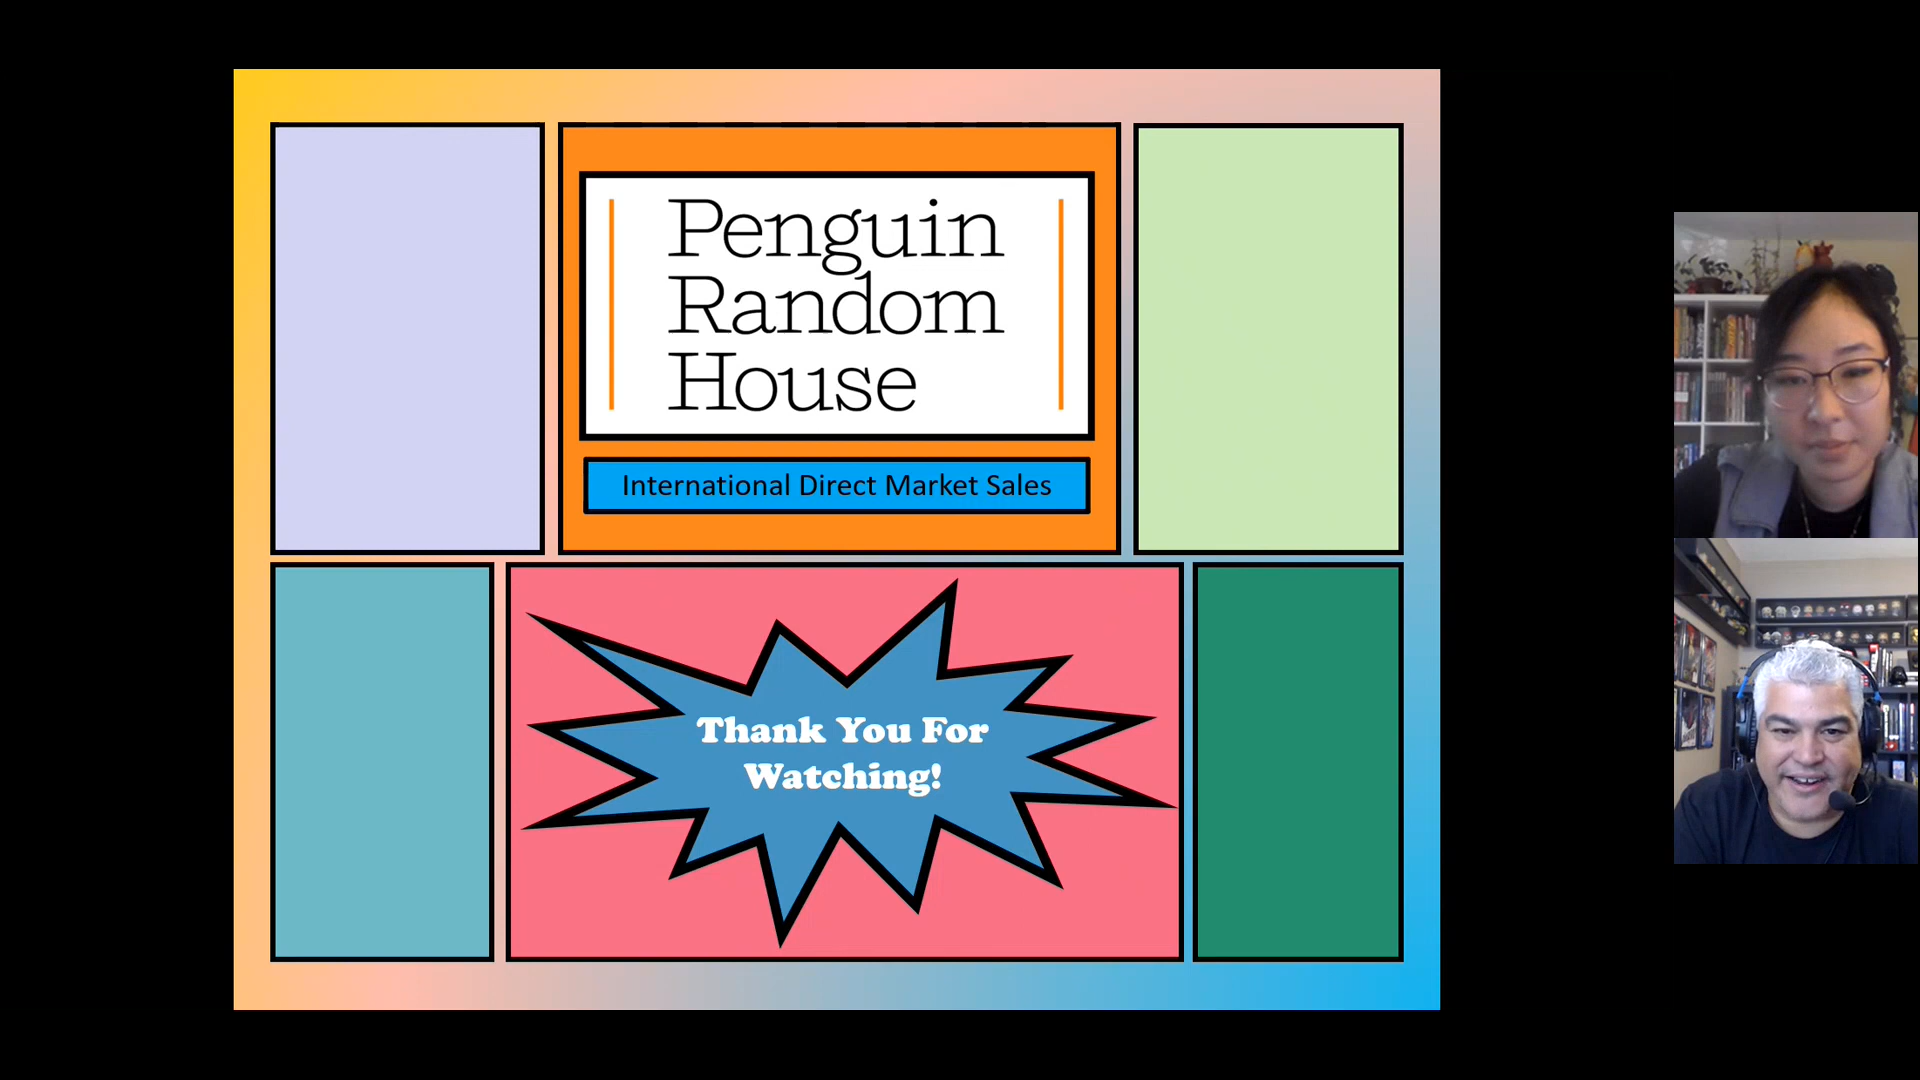 Penguin
Random
House
International Direct Market Sales
Thank You For
Watching!